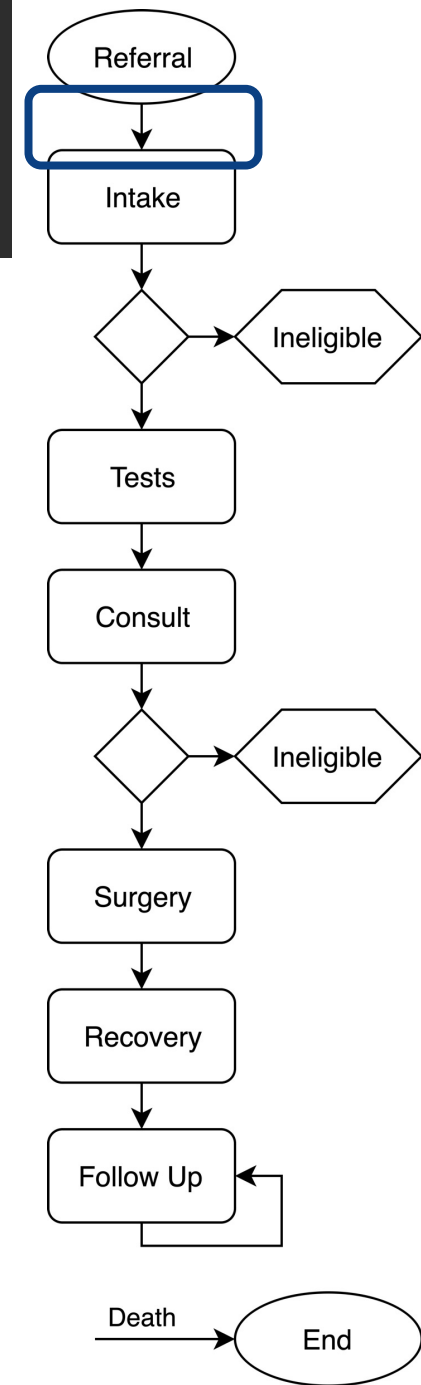 Referral
Intake
Ineligible
Tests
Consult
Ineligible
Surgery
Recovery
Follow Up
Death
End